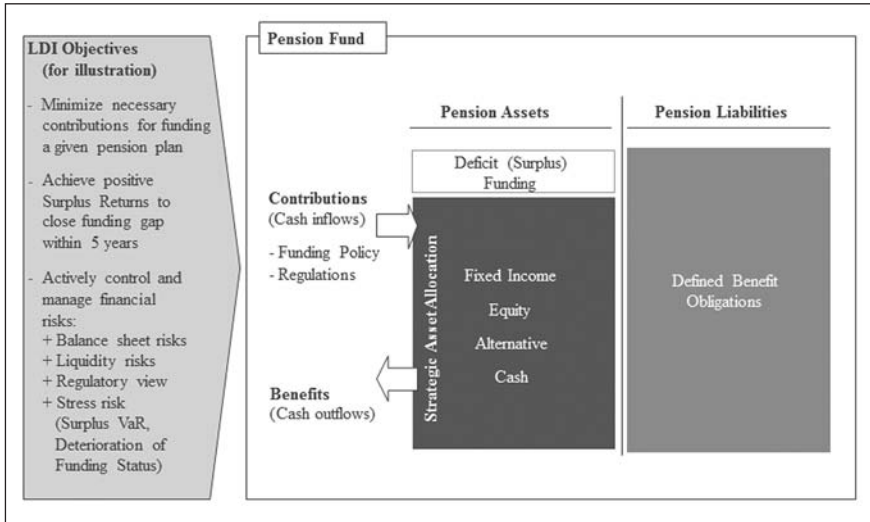 LDI Objectives
(for illustration)
- Minimize necessary
contributions for funding
a given pension plan
- Achieve positive
Surplus Returns to
close funding gap
within 5 years
- Actively control and
manage financial
risks:
+ Balance sheet risks
+ Liquidity risks
+ Regulatory view
+ Stress risk
(Surplus VaR,
Deterioration of
Funding Status)
Pension Fund
Contributions
(Cash inflows)
- Funding Policy
- Regulations
Benefits
(Cash outflows)
Pension Assets
Deficit (Surplus)
Funding
Strategic Asset Allocation
Fixed Income
Equity
Alternative
Cash
Pension Liabilities
Defined Benefit
Obligations